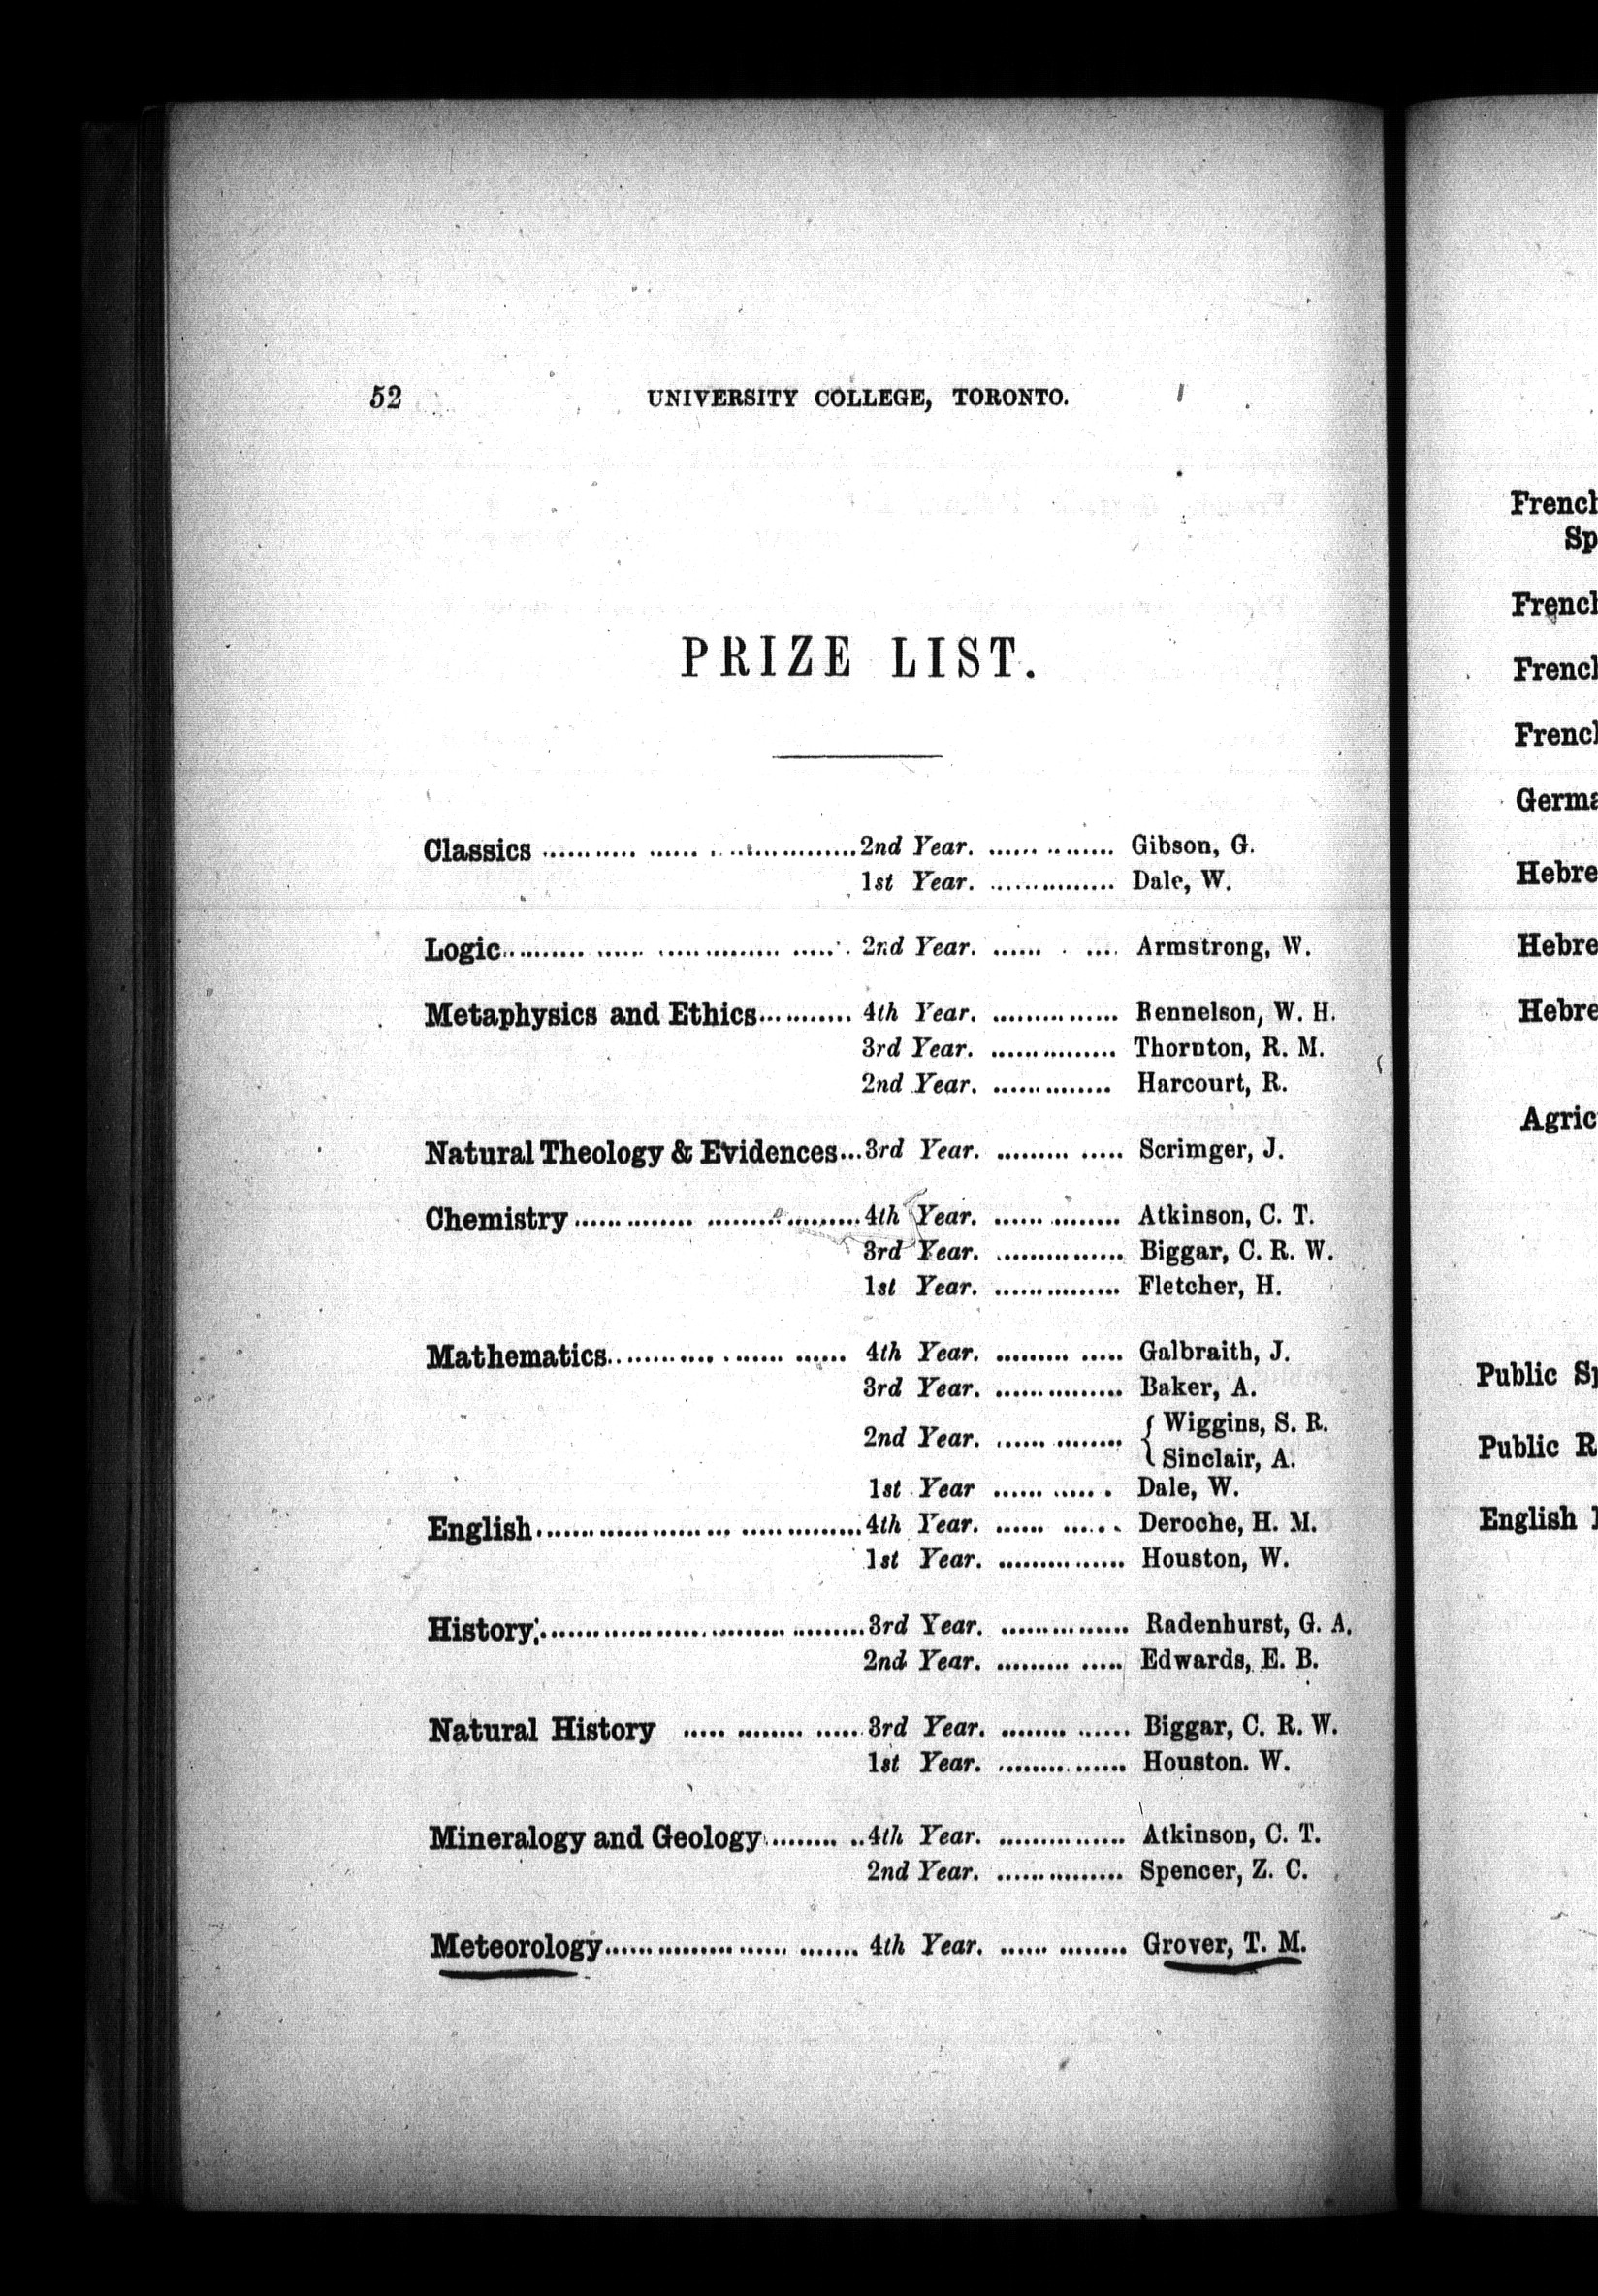 52 UNIVERSITY COLLEGE, TORONTO.
PRIZE LIST.
Classics ........................ 2nd Year. ............ Gibson, G.
1st Year. ............ Dale, W.
Logic ........................ 2nd Year. ............ Armstrong, W.
Metaphysics and Ethics ............ 4th Year. ............ Rennelson, W. H.
3rd Year. ............ Thornton, R. M.
2nd Year. ............ Harcourt, R.
Natural Theology & Evidences...3rd Year. ............ Scrimger, J.
Chemistry ........................ 4th Year. ............ Atkinson, C. T.
3rd Year. ............ Biggar, C. R. W.
1st Year. ............ Fletcher, H.
Mathematics ........................ 4th Year. ............ Galbraith, J.
3rd Year. ............ Baker, A.
2nd Year. ............ { Wiggins, S. R.
Sinclair, A.
1st Year ............ Dale, W.
English ........................ 4th Year. ............ Deroche, H. M.
1st Year. ............ Houston, W.
History ........................ 3rd Year. ............ Radenhurst, G. A.
2nd Year. ............ Edwards, E. B.
Natural History ............ 3rd Year. ............ Biggar, C. R. W.
1st Year. ............ Houston. W.
Mineralogy and Geology ............ 4th Year. ............ Atkinson, C. T.
2nd Year. ............ Spencer, Z. C.
Meteorology ........................ 4th Year. ............ Grover, T. M.
Public
Public
English